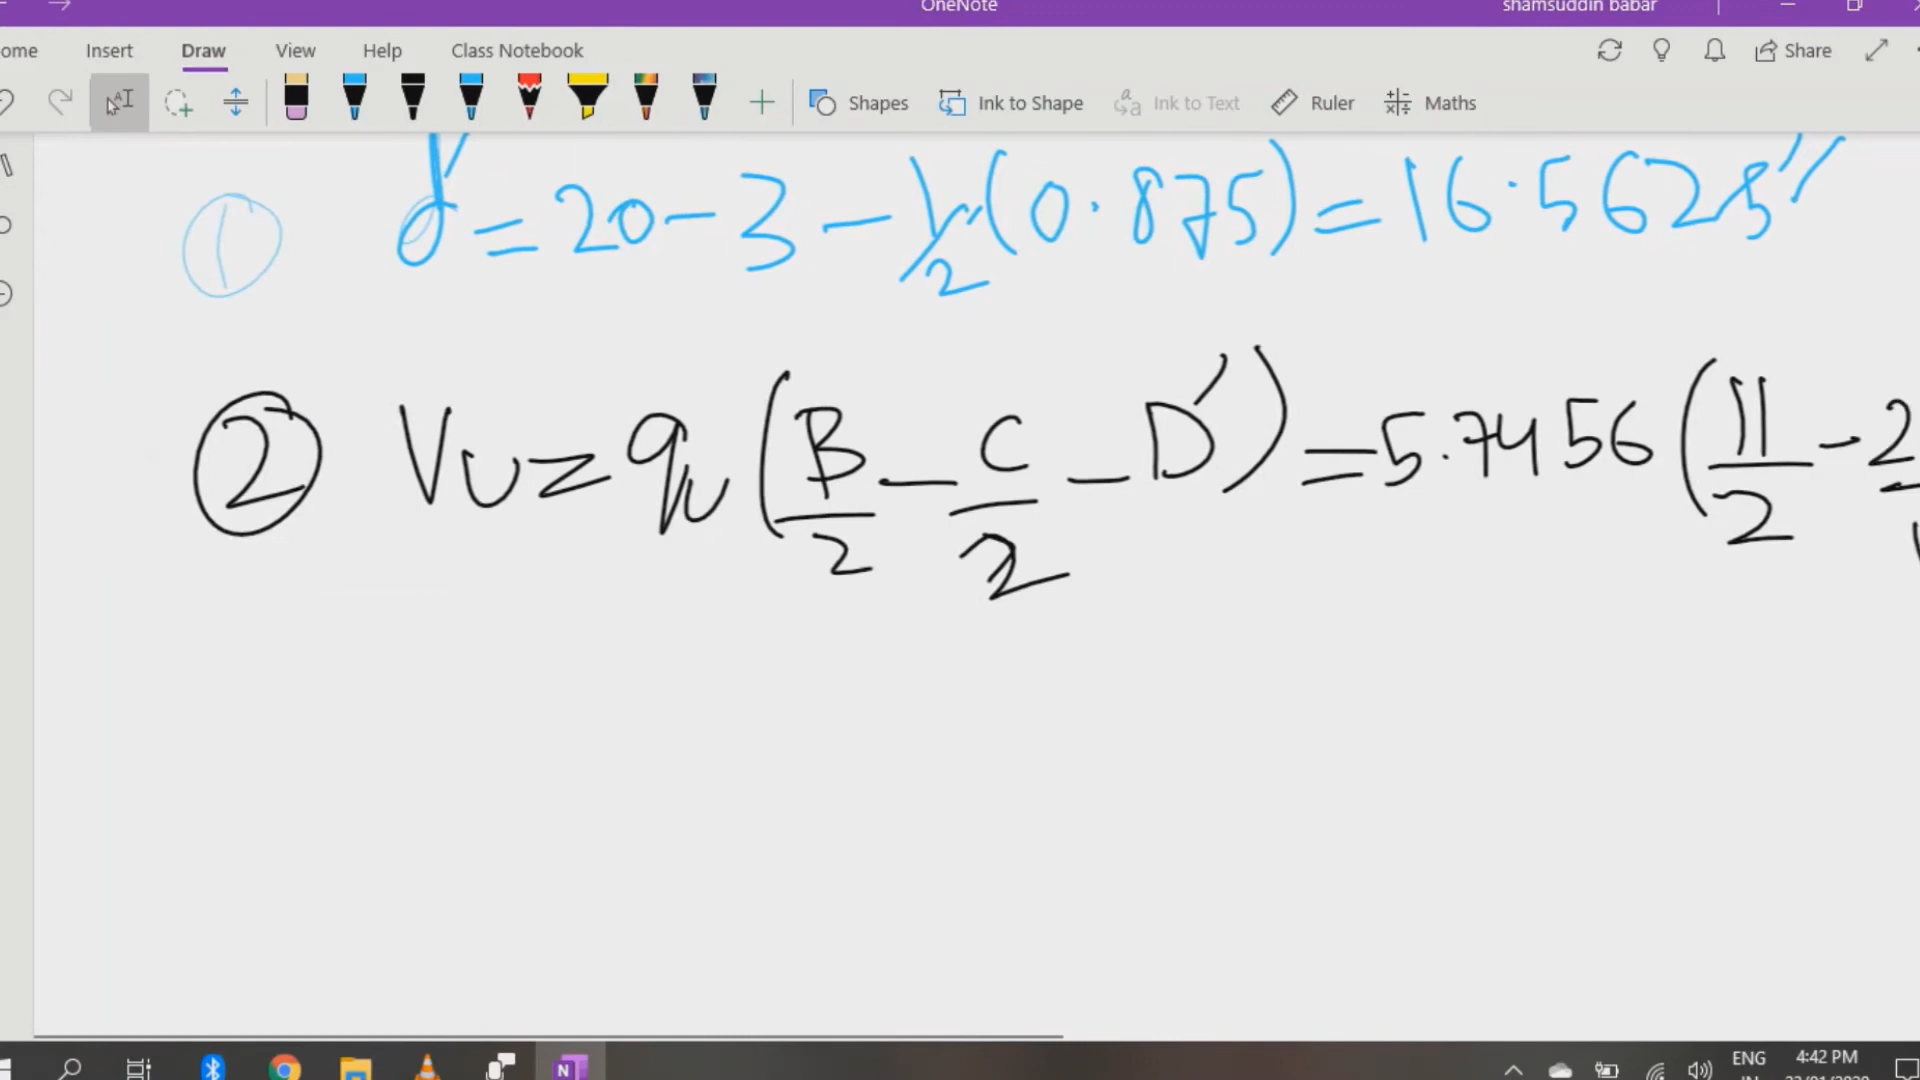 OneNote
shamsuddin babar
Insert Draw View Help Class Notebook Share
Shapes Ink to Shape Ink to Text Ruler Maths
① d = 20 - 3 - 1/2 (0.875) = 16.5625"
② Vu = qu (B/2 - C/2 - D') = 5.7456 (11/2 - 2
ENG 4:42 PM